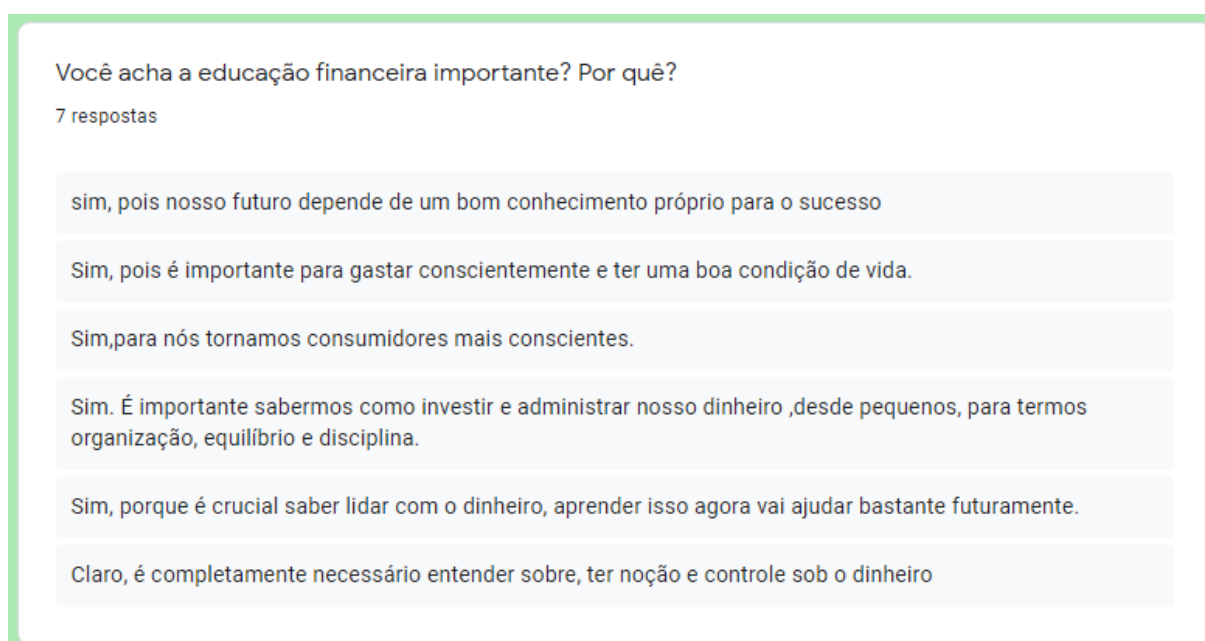 Você acha a educação financeira importante? Por quê?
7 respostas
sim, pois nosso futuro depende de um bom conhecimento próprio para o sucesso
Sim, pois é importante para gastar conscientemente e ter uma boa condição de vida.
Sim,para nós tornamos consumidores mais conscientes.
Sim. É importante sabermos como investir e administrar nosso dinheiro ,desde pequenos, para termos
organização, equilíbrio e disciplina.
Sim, porque é crucial saber lidar com o dinheiro, aprender isso agora vai ajudar bastante futuramente.
Claro, é completamente necessário entender sobre, ter noção e controle sob o dinheiro